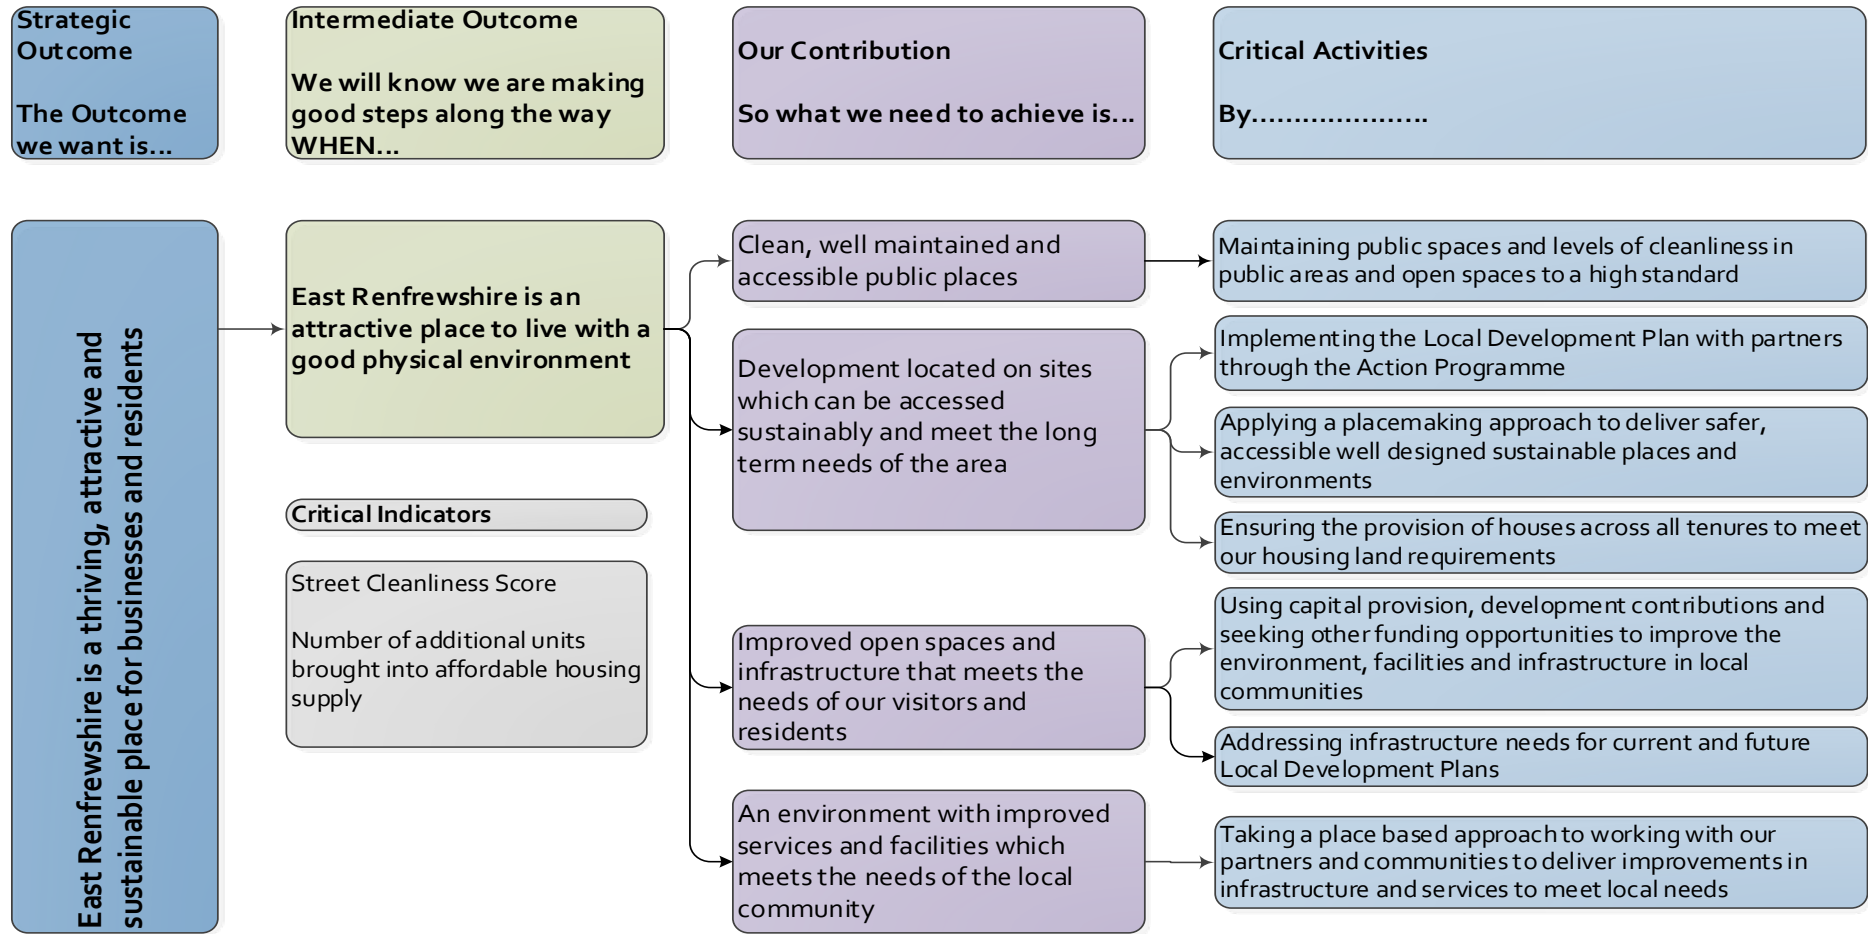 Strategic
Outcome
The Outcome
we want is...
Intermediate Outcome
We will know we are making
good steps along the way
WHEN...
Our Contribution
So what we need to achieve is...
Critical Activities
By.....................
East Renfrewshire is a thriving, attractive and
sustainable place for businesses and residents
East Renfrewshire is an
attractive place to live with a
good physical environment
Critical Indicators
Street Cleanliness Score
Number of additional units
brought into affordable housing
supply
Clean, well maintained and
accessible public places
Development located on sites
which can be accessed
sustainably and meet the long
term needs of the area
Improved open spaces and
infrastructure that meets the
needs of our visitors and
residents
An environment with improved
services and facilities which
meets the needs of the local
community
Maintaining public spaces and levels of cleanliness in
public areas and open spaces to a high standard
Implementing the Local Development Plan with partners
through the Action Programme
Applying a placemaking approach to deliver safer,
accessible well designed sustainable places and
environments
Ensuring the provision of houses across all tenures to meet
our housing land requirements
Using capital provision, development contributions and
seeking other funding opportunities to improve the
environment, facilities and infrastructure in local
communities
Addressing infrastructure needs for current and future
Local Development Plans
Taking a place based approach to working with our
partners and communities to deliver improvements in
infrastructure and services to meet local needs